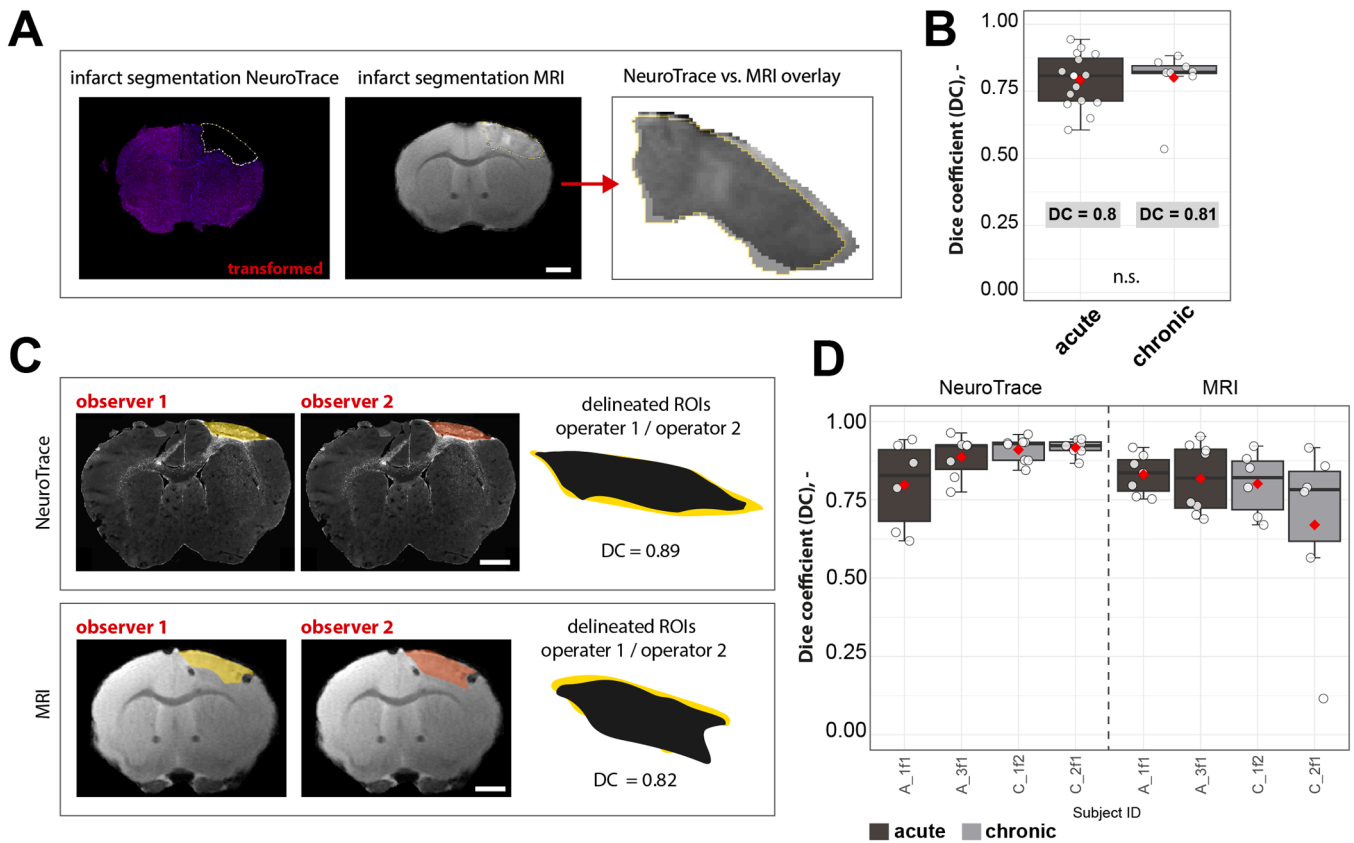 A
infarct segmentation NeuroTrace
infarct segmentation MRI
NeuroTrace vs. MRI overlay
transformed
B
Dice coefficient (DC), -
1.00
0.75
0.50
0.25
0.00
DC = 0.8
DC = 0.81
n.s.
acute
chronic
C
NeuroTrace
observer 1
observer 2
delineated ROIs
operater 1 / operator 2
DC = 0.89
MRI
observer 1
observer 2
delineated ROIs
operater 1 / operator 2
DC = 0.82
D
NeuroTrace
MRI
Dice coefficient (DC), -
1.00
0.75
0.50
0.25
0.00
A_1f1
A_3f1
C_1f2
C_2f1
A_1f1
A_3f1
C_1f2
C_2f1
Subject ID
acute
chronic